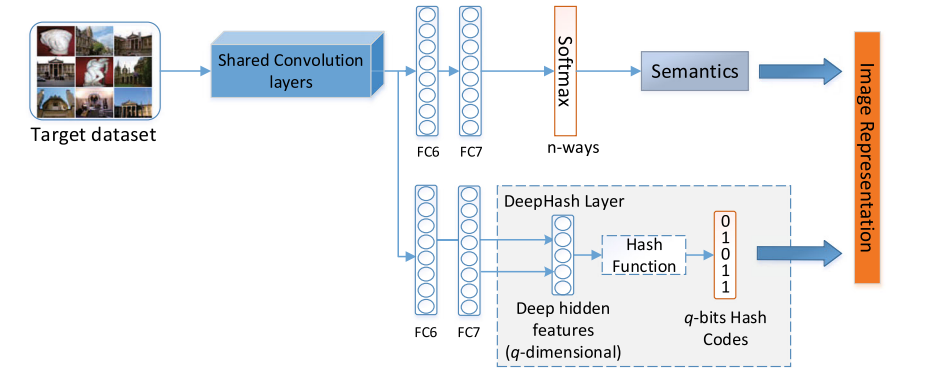 Target dataset
Shared Convolution
layers
FC6
FC7
Softmax
n-ways
Semantics
Image Representation
FC6
FC7
DeepHash Layer
Deep hidden
features
(q-dimensional)
Hash
Function
0
1
0
1
1
q-bits Hash
Codes